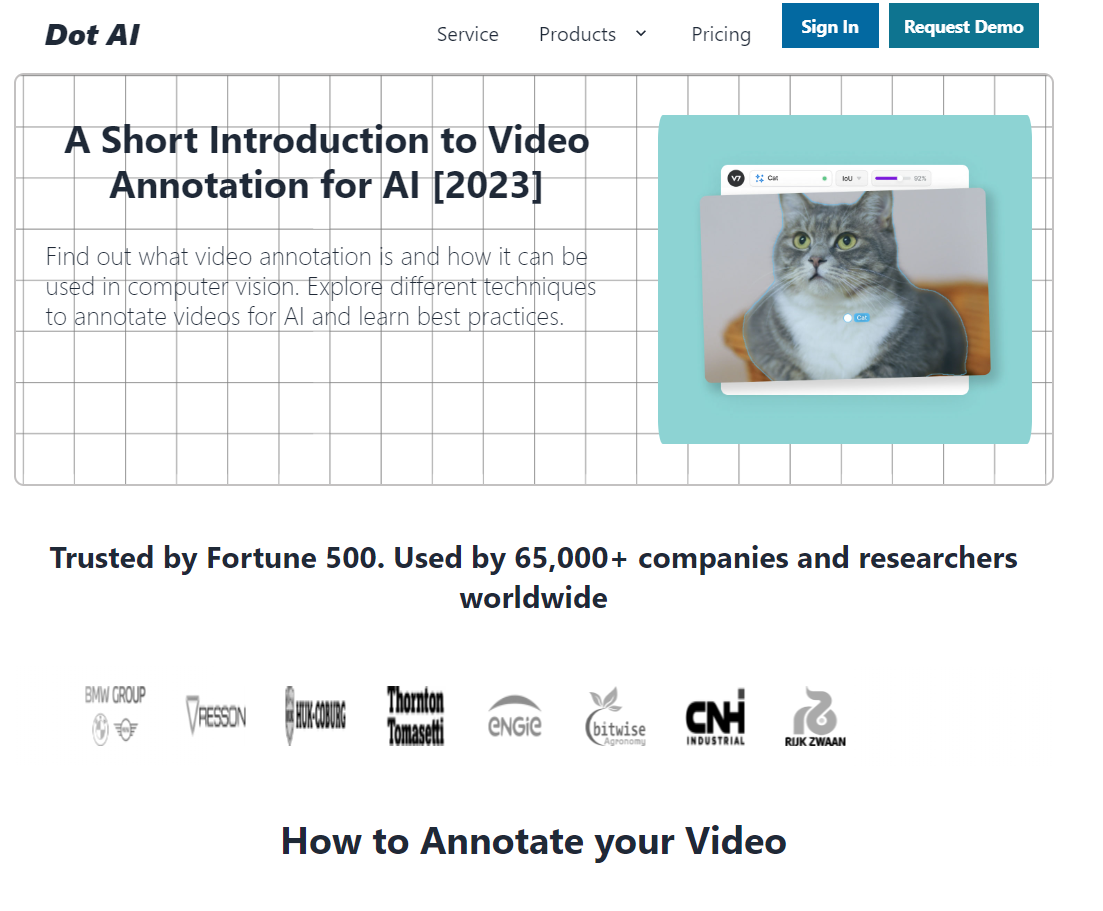 Dot AI
Service Products Pricing Sign In Request Demo
A Short Introduction to Video
Annotation for AI [2023]
Find out what video annotation is and how it can be
used in computer vision. Explore different techniques
to annotate videos for AI and learn best practices.
V7 Cat IoU 92%
Cat
Trusted by Fortune 500. Used by 65,000+ companies and researchers
worldwide
BMW GROUP
RESSON
HUK-COBURG
Thornton
Tomasetti
ENGIE
bitwise
Agronomy
CNH
INDUSTRIAL
RIJK ZWAAN
How to Annotate your Video